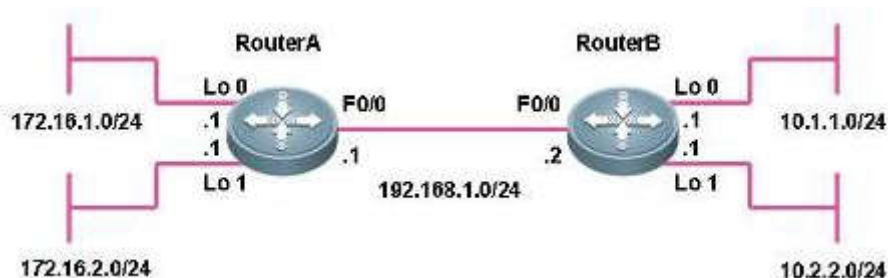 RouterA
RouterB
Lo 0
Lo 0
F0/0
F0/0
172.16.1.0/24
.1
.1
10.1.1.0/24
.1
.1
.1
.2
Lo 1
Lo 1
192.168.1.0/24
172.16.2.0/24
10.2.2.0/24